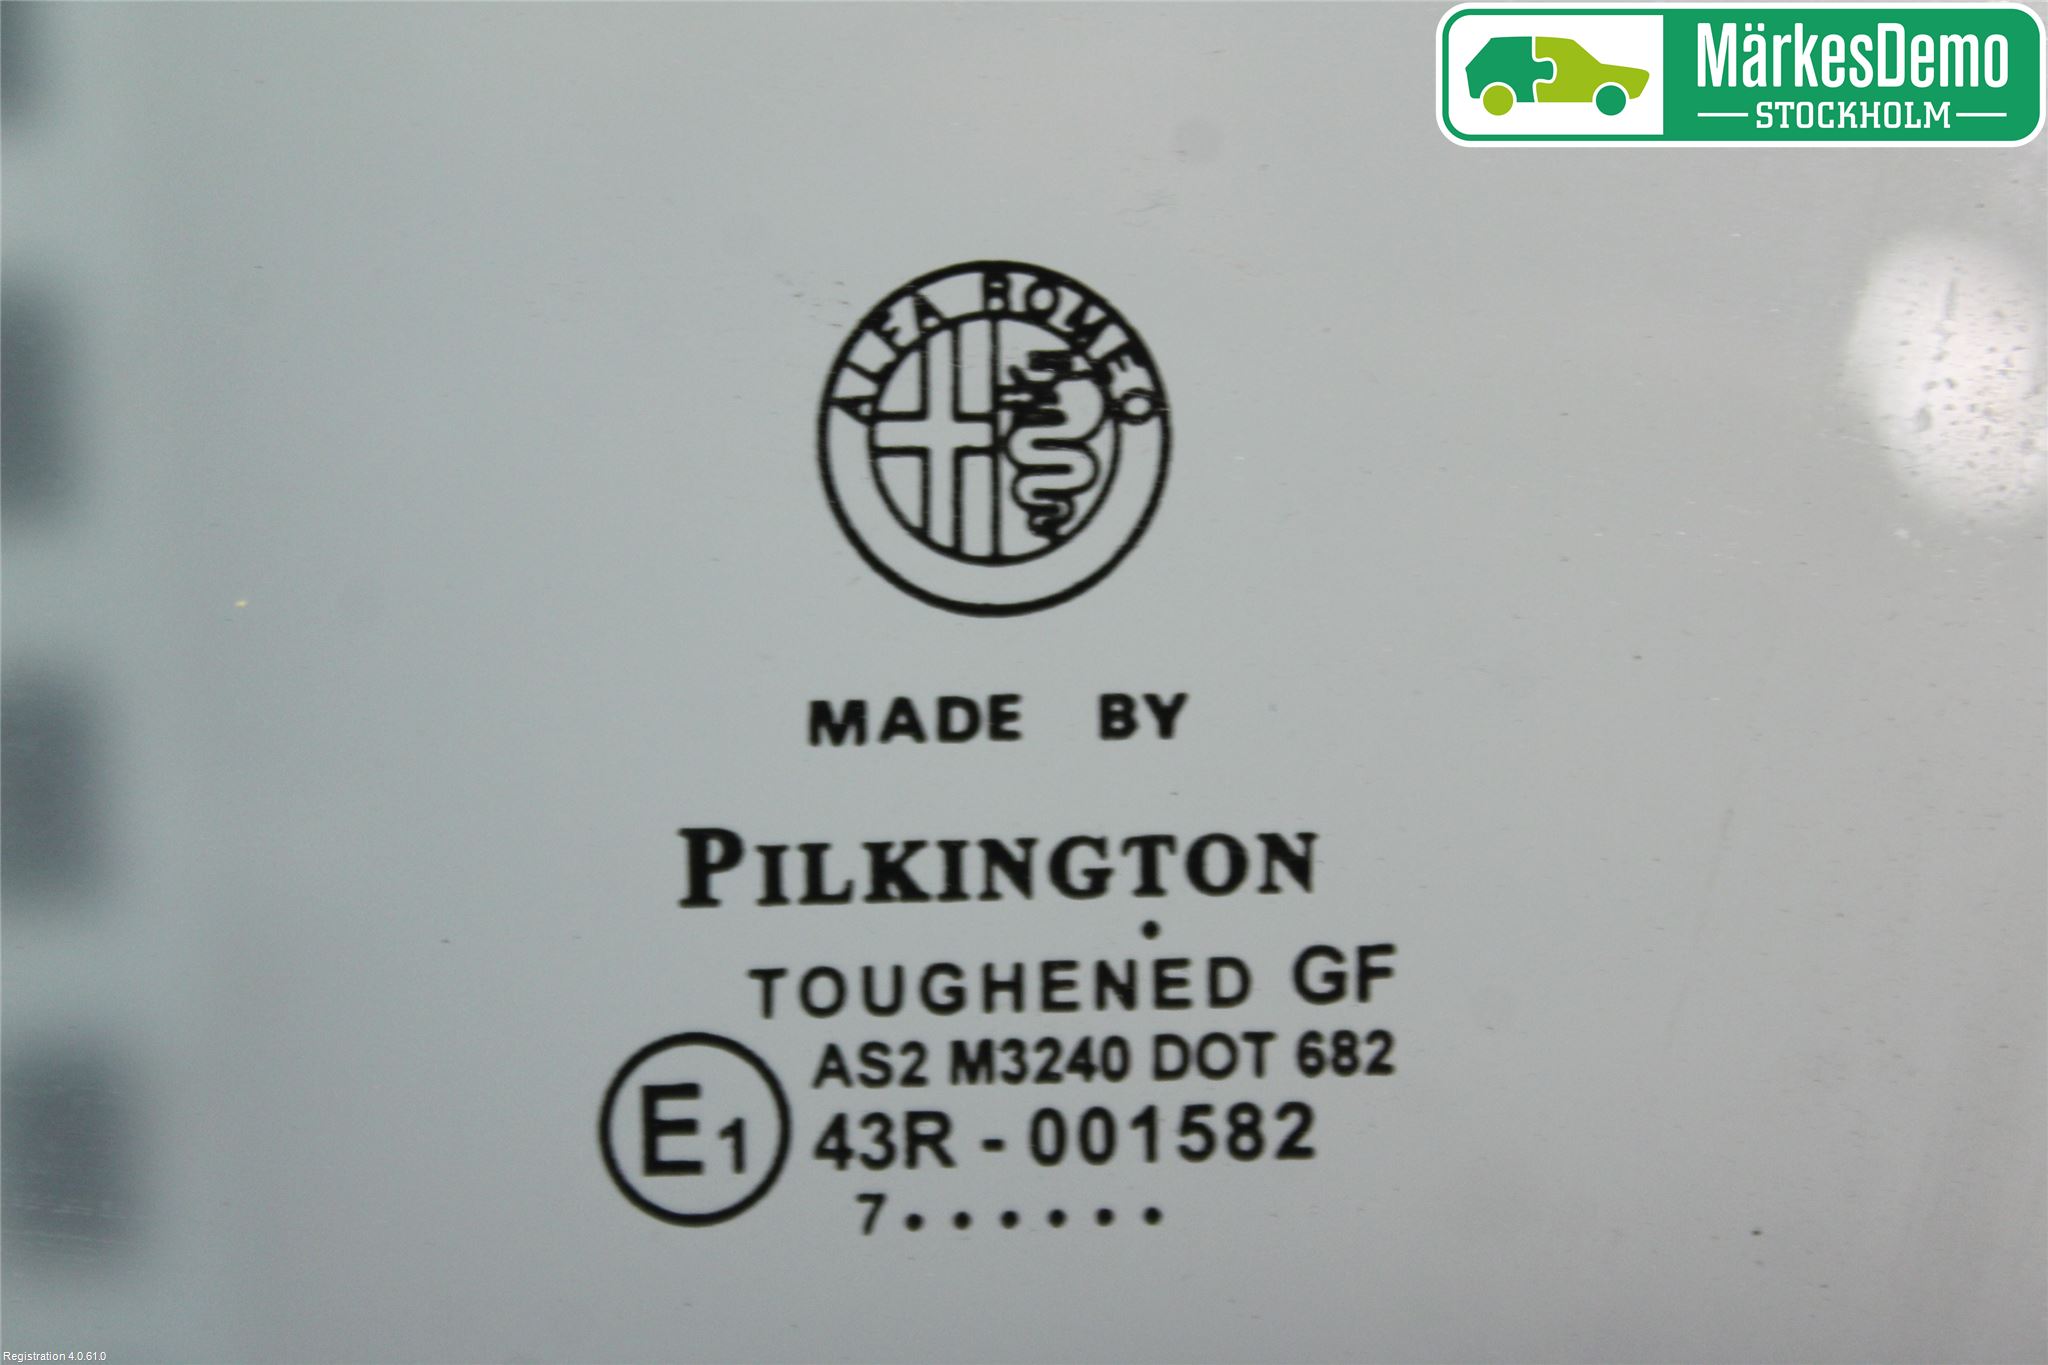 MärkesDemo
STOCKHOLM
ALFA ROMEO
MADE BY
PILKINGTON
.
TOUGHENED GF
AS2 M3240 DOT 682
E1 43R - 001582
7 . . . . . .
Registration 4.0.61.0